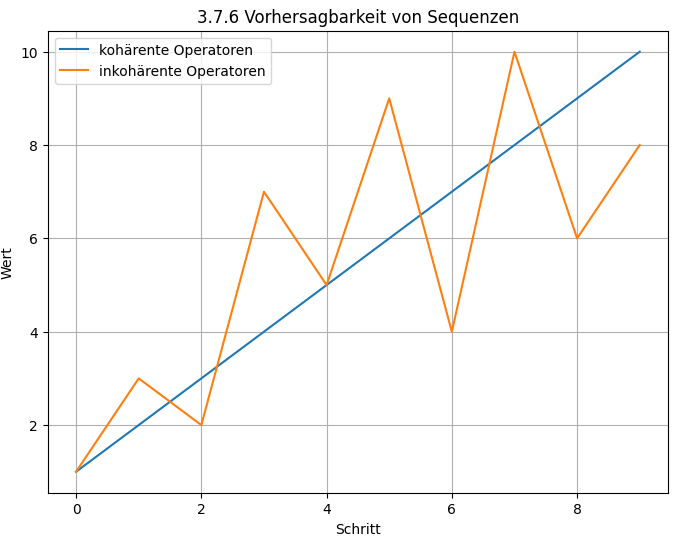 3.7.6 Vorhersagbarkeit von Sequenzen
kohärente Operatoren
inkohärente Operatoren
10
8
6
4
2
Wert
0 2 4 6 8
Schritt